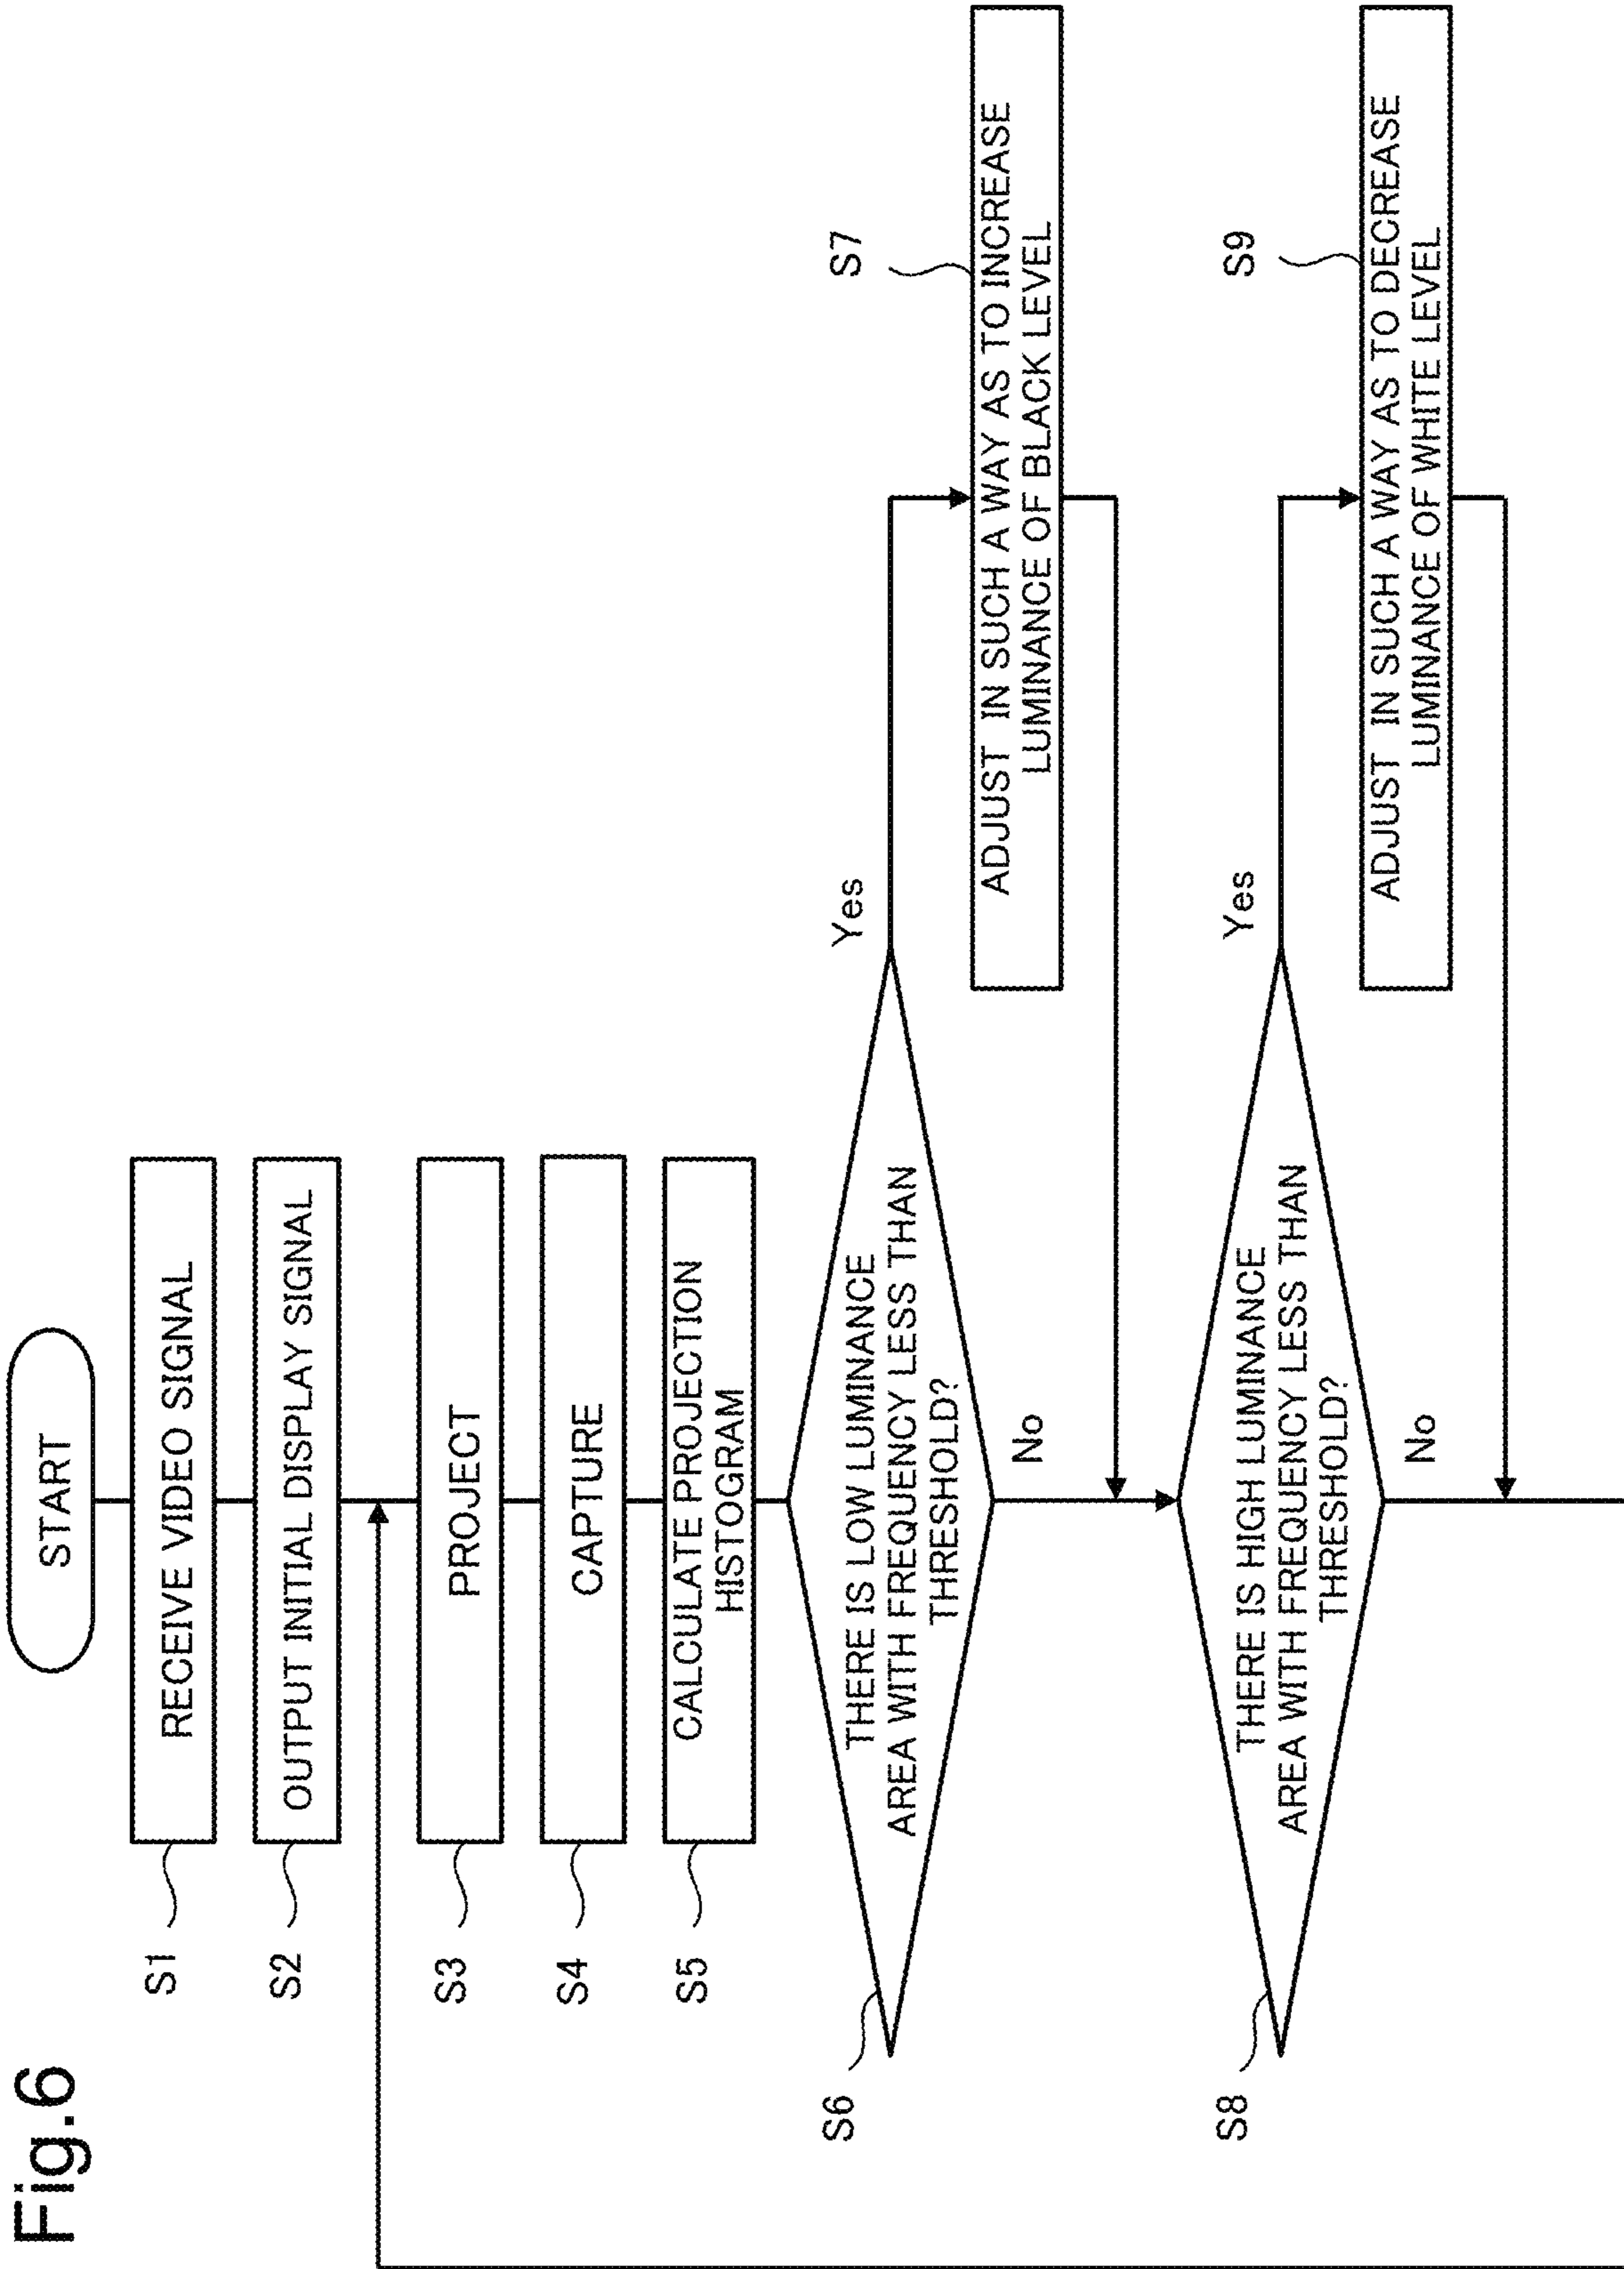 Fig.6
START
S1
RECEIVE VIDEO SIGNAL
S2
OUTPUT INITIAL DISPLAY SIGNAL
S3
PROJECT
S4
CAPTURE
S5
CALCULATE PROJECTION
HISTOGRAM
S6
THERE IS LOW LUMINANCE
AREA WITH FREQUENCY LESS THAN
THRESHOLD?
Yes
No
S7
ADJUST IN SUCH A WAY AS TO INCREASE
LUMINANCE OF BLACK LEVEL
S8
THERE IS HIGH LUMINANCE
AREA WITH FREQUENCY LESS THAN
THRESHOLD?
Yes
No
S9
ADJUST IN SUCH A WAY AS TO DECREASE
LUMINANCE OF WHITE LEVEL